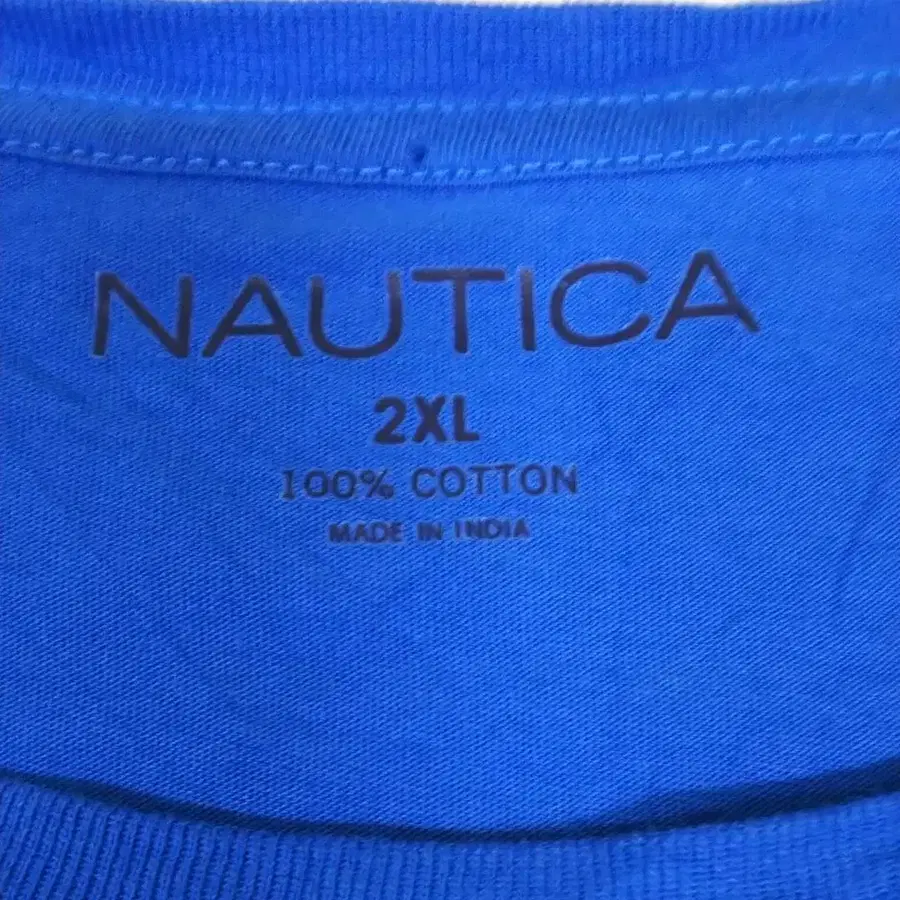 NAUTICA
2XL
100% COTTON
MADE IN INDIA